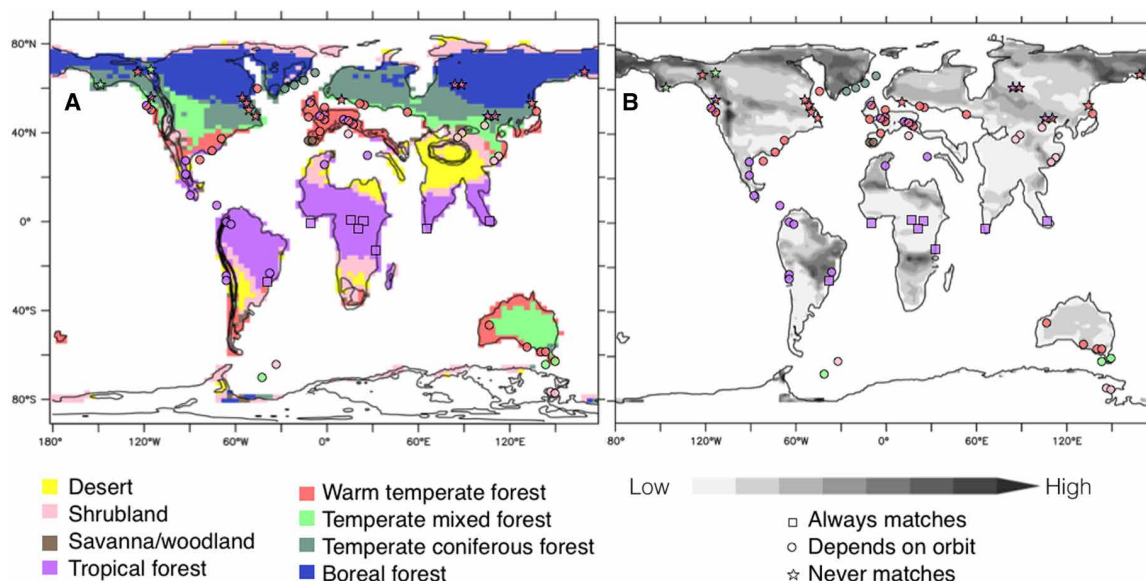 80°N
40°N
0°
40°S
80°S
A
180°
120°W
60°W
0°
60°E
120°E
B
80°
120°W
60°W
0°
60°E
120°E
Desert
Shrubland
Savanna/woodland
Tropical forest
Warm temperate forest
Temperate mixed forest
Temperate coniferous forest
Boreal forest
Low High
Always matches
Depends on orbit
Never matches